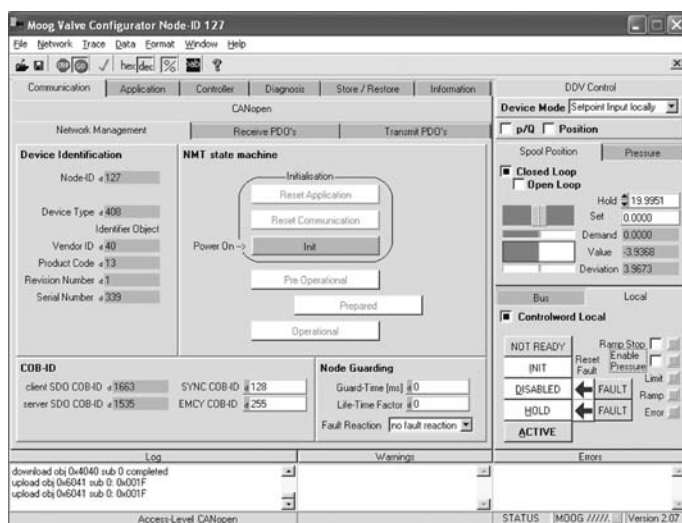 Moog Valve Configurator Node-ID 127
File Network Trace Data Format Window Help
hex dec %
Communication Application Controller Diagnosis Store / Restore Information
CANopen
Network Management Receive PDO's Transmit PDO's
Device Identification
Node-ID d 127
Device Type d 408
Identifier Object
Vendor ID d 40
Product Code d 13
Revision Number d 1
Serial Number d 339
NMT state machine
Initialisation
Reset Application
Reset Communication
Power On -> Init
Pre Operational
Prepared
Operational
COB-ID
client SDO COB-ID d 1663 SYNC COB-ID d 128
server SDO COB-ID d 1535 EMCY COB-ID d 255
Node Guarding
Guard-Time [ms] d 0
Life-Time Factor d 0
Fault Reaction no fault reaction
DDV Control
Device Mode Setpoint Input locally
p/Q Position
Spool Position Pressure
Closed Loop
Open Loop
Hold 19.9951
Set 0.0000
Demand 0.0000
Value -3.9368
Deviation 3.9673
Bus Local
Controlword Local
NOT READY
INIT
DISABLED
HOLD
ACTIVE
Reset Fault
FAULT
FAULT
Ramp Stop
Enable Pressure
Limit
Ramp
Error
Log Warnings Errors
download obj 0x4040 sub 0 completed
upload obj 0x6041 sub 0: 0x001F
upload obj 0x6041 sub 0: 0x001F
Access-Level CANopen STATUS MOOG /////. Version 2.07